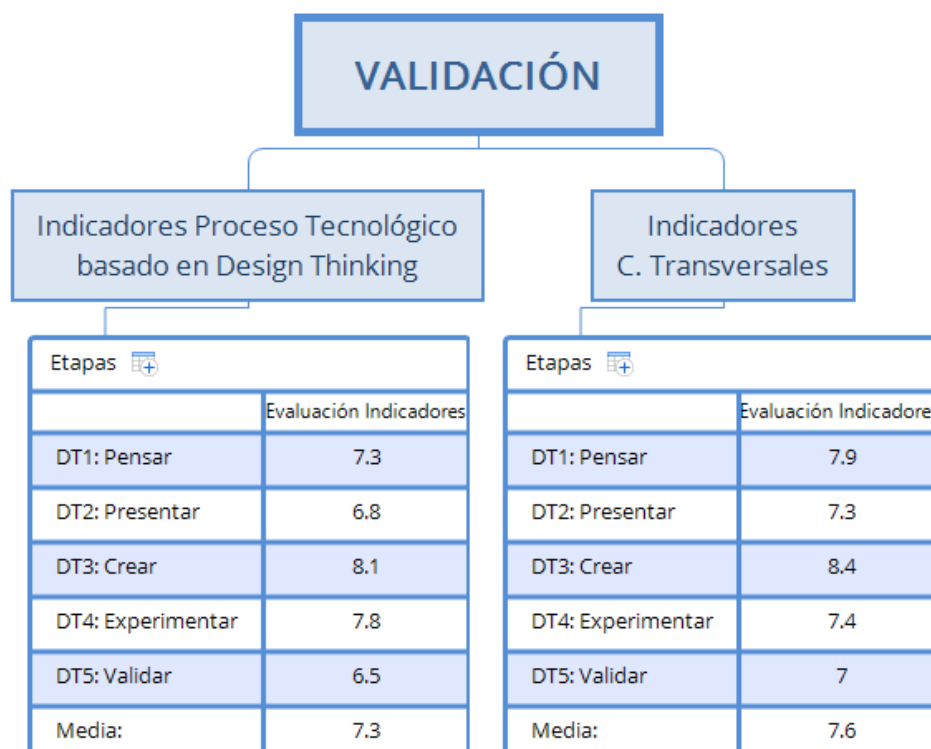 VALIDACIÓN
Indicadores Proceso Tecnológico
basado en Design Thinking
Indicadores
C. Transversales
Etapas
Evaluación Indicadores
DT1: Pensar 7.3
DT2: Presentar 6.8
DT3: Crear 8.1
DT4: Experimentar 7.8
DT5: Validar 6.5
Media: 7.3
Etapas
Evaluación Indicadore
DT1: Pensar 7.9
DT2: Presentar 7.3
DT3: Crear 8.4
DT4: Experimentar 7.4
DT5: Validar 7
Media: 7.6